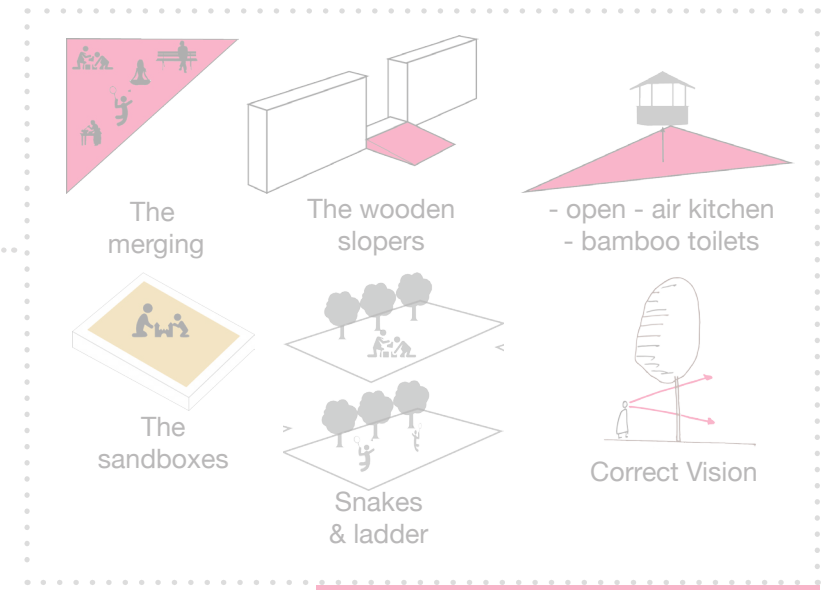 The
merging
The wooden
slopers
- open - air kitchen
- bamboo toilets
The
sandboxes
Snakes
& ladder
Correct Vision